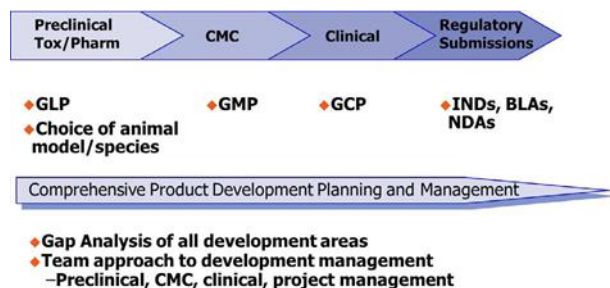 Preclinical
Tox/Pharm
CMC
Clinical
Regulatory
Submissions
◆GLP
◆Choice of animal
model/species
◆GMP
◆GCP
◆INDs, BLAs,
NDAs
Comprehensive Product Development Planning and Management
◆Gap Analysis of all development areas
◆Team approach to development management
–Preclinical, CMC, clinical, project management